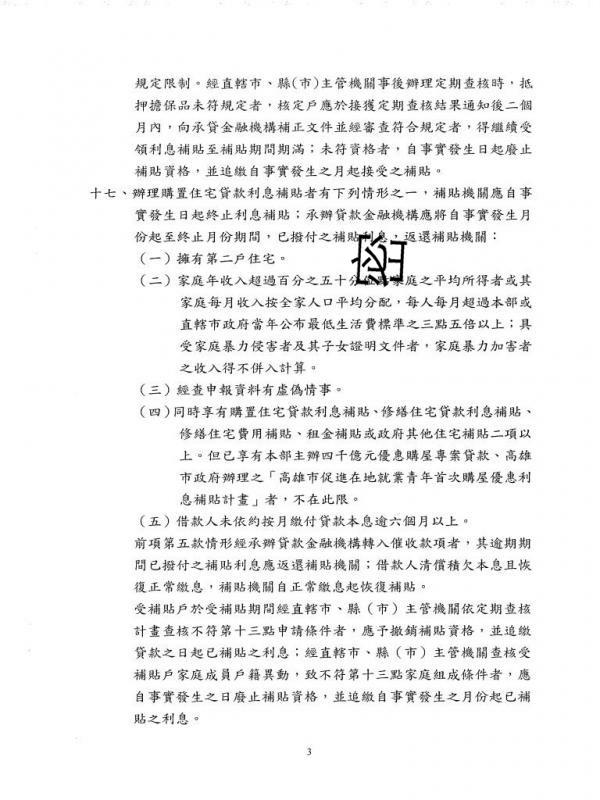 規定限制。經直轄市、縣(市)主管機關事後辦理定期查核時，抵
押擔保品未符規定者，核定戶應於接獲定期查核結果通知後二個
月內，向承貸金融機構補正文件並經審查符合規定者，得繼續受
領利息補貼至補貼期間期滿；未符資格者，自事實發生日起廢止
補貼資格，並追繳自事實發生之月起接受之補貼。
十七、辦理購置住宅貸款利息補貼者有下列情形之一，補貼機關應自事
實發生日起終止利息補貼；承辦貸款金融機構應將自事實發生月
份起至終止月份期間，已撥付之補貼利息，返還補貼機關：
（一）擁有第二戶住宅。
（二）家庭年收入超過百分之五十分位點家庭之平均所得者或其
家庭每月收入按全家人口平均分配，每人每月超過本部或
直轄市政府當年公布最低生活費標準之三點五倍以上；具
受家庭暴力侵害者及其子女證明文件者，家庭暴力加害者
之收入得不併入計算。
（三）經查申報資料有虛偽情事。
（四）同時享有購置住宅貸款利息補貼、修繕住宅貸款利息補貼、
修繕住宅費用補貼、租金補貼或政府其他住宅補貼二項以
上。但已享有本部主辦四千億元優惠購屋專案貸款、高雄
市政府辦理之「高雄市促進在地就業青年首次購屋優惠利
息補貼計畫」者，不在此限。
（五）借款人未依約按月繳付貸款本息逾六個月以上。
前項第五款情形經承辦貸款金融機構轉入催收款項者，其逾期期
間已撥付之補貼利息應返還補貼機關；借款人清償積欠本息且恢
復正常繳息，補貼機關自正常繳息起恢復補貼。
受補貼戶於受補貼期間經直轄市、縣（市）主管機關依定期查核
計畫查核不符第十三點申請條件者，應予撤銷補貼資格，並追繳
貸款之日起已補貼之利息；經直轄市、縣（市）主管機關查核受
補貼戶家庭成員戶籍異動，致不符第十三點家庭組成條件者，應
自事實發生之日廢止補貼資格，並追繳自事實發生之月份起已補
貼之利息。
3